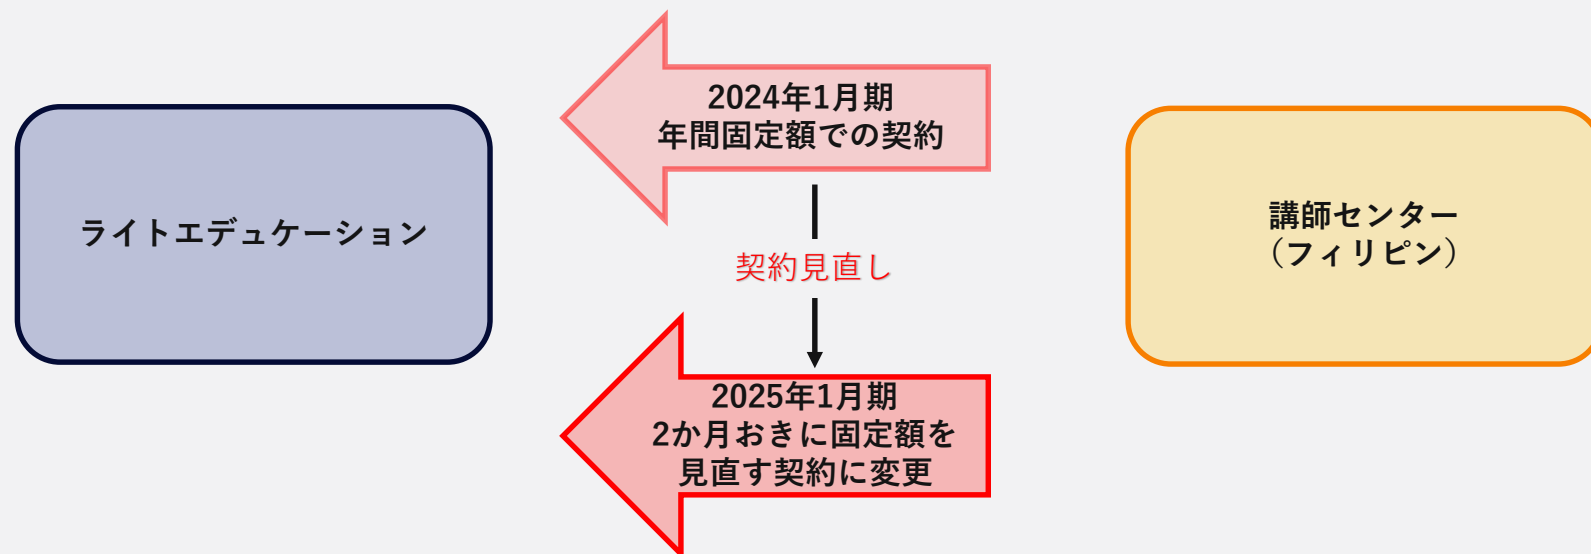 ライトエデュケーション
2024年1月期
年間固定額での契約
契約見直し
2025年1月期
2か月おきに固定額を
見直す契約に変更
講師センター
（フィリピン）